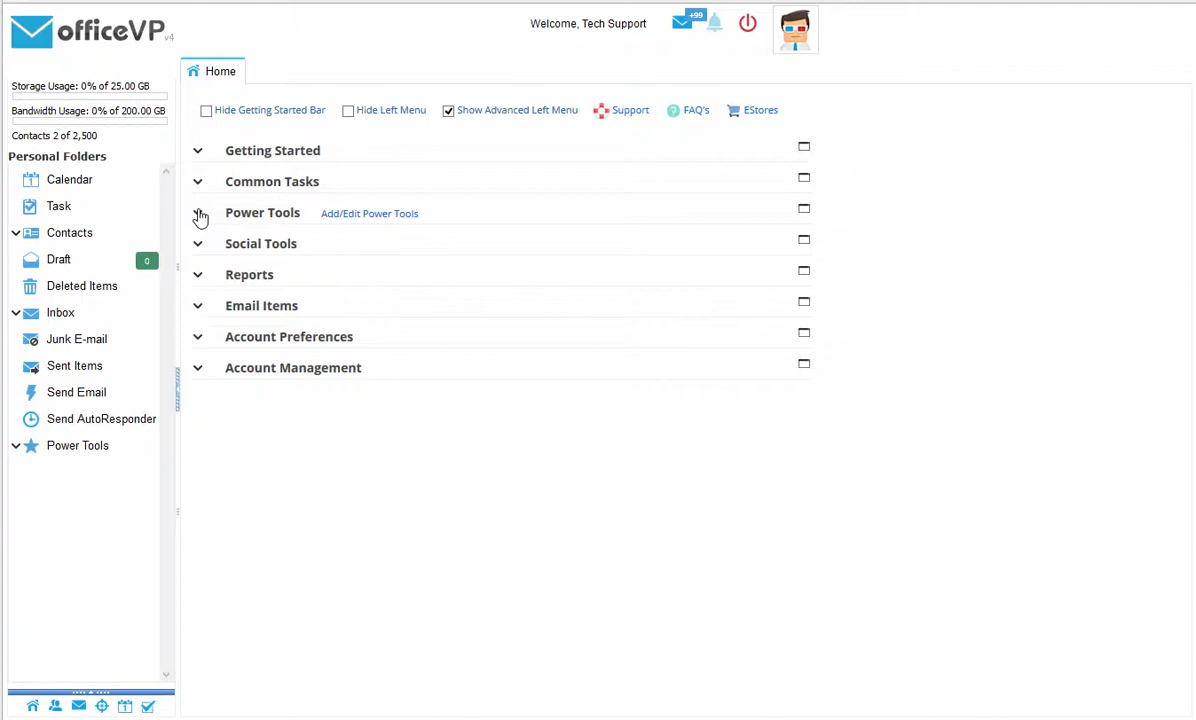 officeVP v4
Welcome, Tech Support
+99
Home
Storage Usage: 0% of 25.00 GB
Bandwidth Usage: 0% of 200.00 GB
Contacts 2 of 2,500
Personal Folders
1 Calendar
Task
Contacts
Draft 0
Deleted Items
Inbox
Junk E-mail
Sent Items
Send Email
Send AutoResponder
Power Tools
Hide Getting Started Bar
Hide Left Menu
Show Advanced Left Menu
Support
? FAQ's
EStores
Getting Started
Common Tasks
Power Tools Add/Edit Power Tools
Social Tools
Reports
Email Items
Account Preferences
Account Management
1